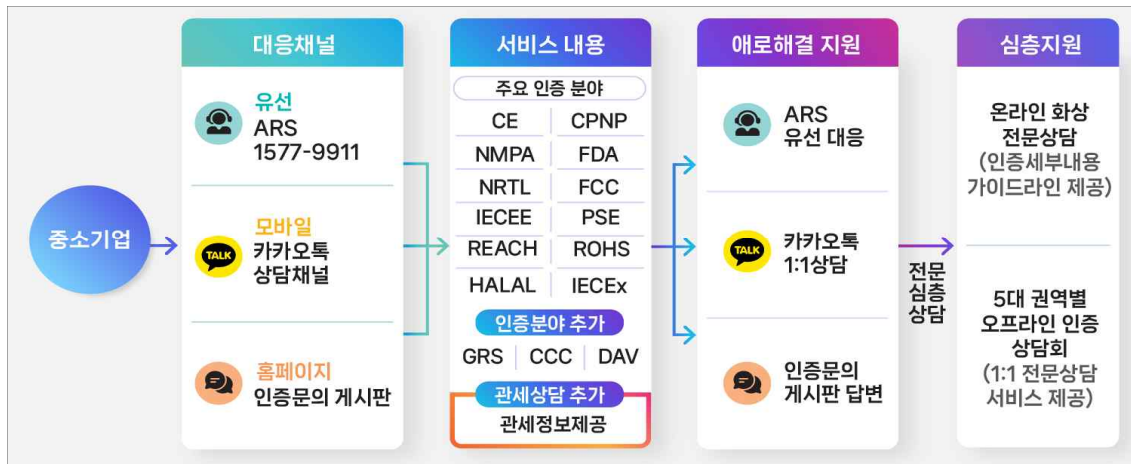 중소기업
대응채널
유선
ARS
1577-9911
모바일
TALK
카카오톡
상담채널
홈페이지
인증문의 게시판
서비스 내용
주요 인증 분야
CE CPNP
NMPA FDA
NRTL FCC
IECEE PSE
REACH ROHS
HALAL IECEx
인증분야 추가
GRS CCC DAV
관세상담 추가
관세정보제공
애로해결 지원
ARS
유선 대응
TALK
카카오톡
1:1상담
인증문의
게시판 답변
전문
심층
상담
심층지원
온라인 화상
전문상담
(인증세부내용
가이드라인 제공)
5대 권역별
오프라인 인증
상담회
(1:1 전문상담
서비스 제공)